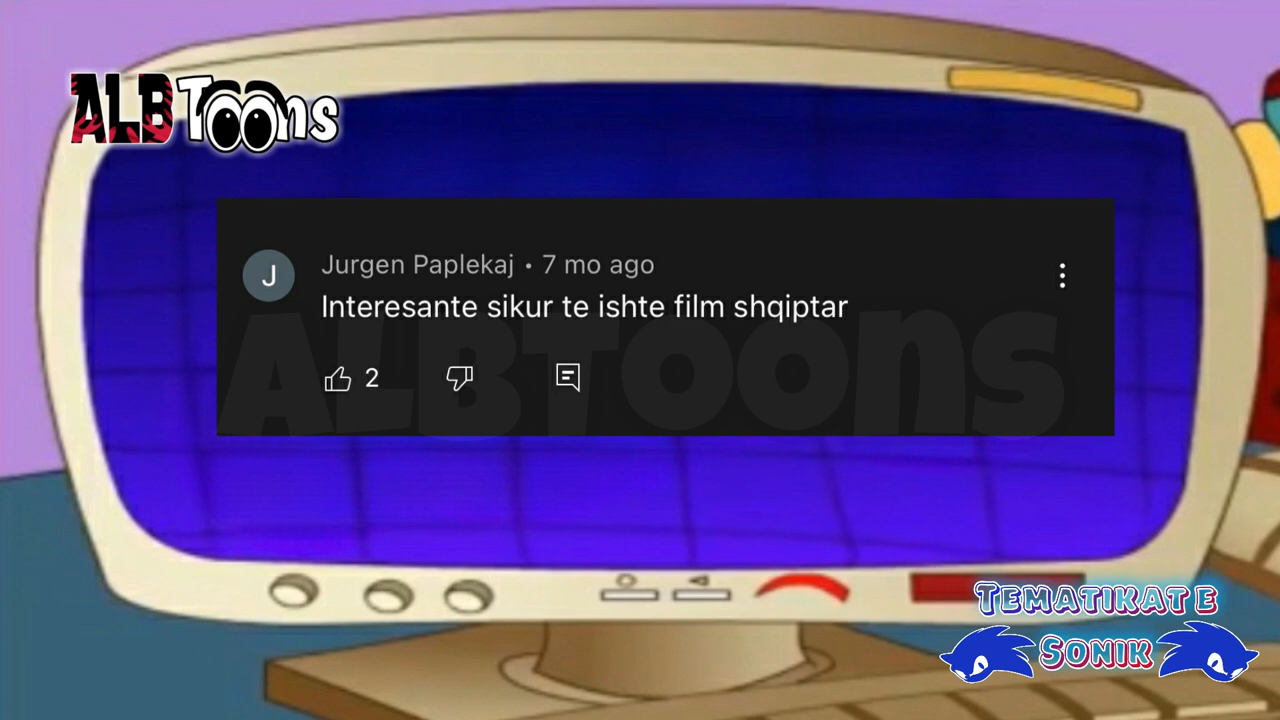 ALBToons
J
Jurgen Paplekaj • 7 mo ago
Interesante sikur te ishte film shqiptar
2
ALBToons
TEMATIKAT E
SONIK